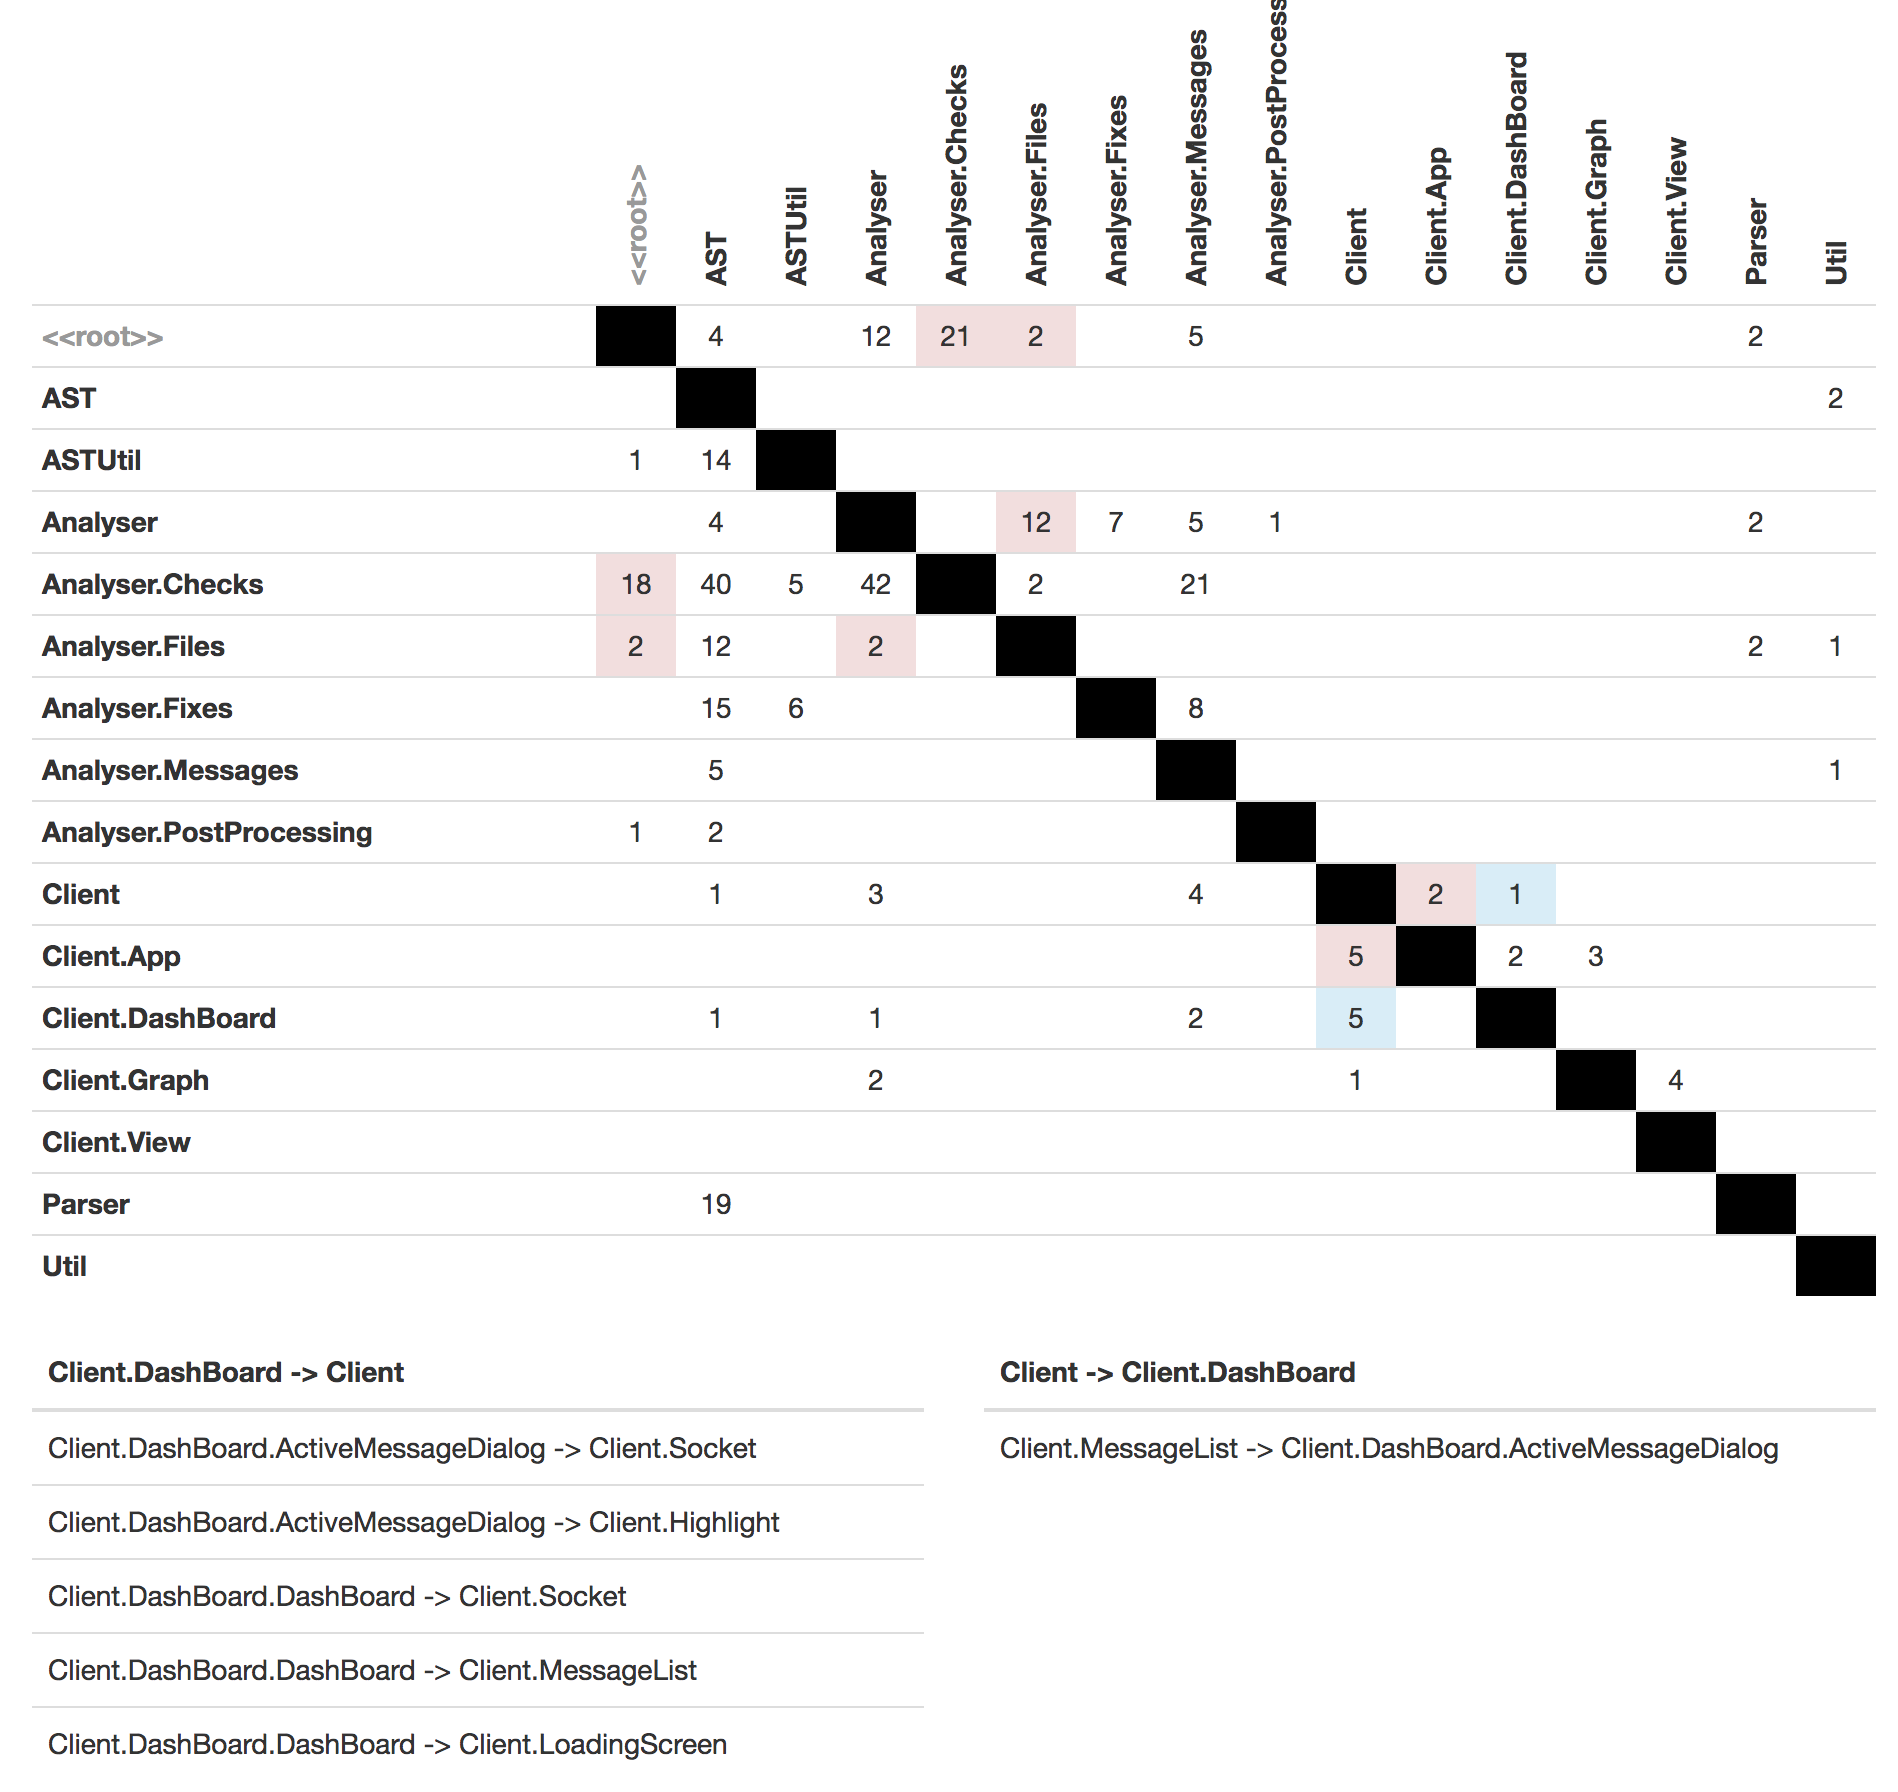 <<root>>
AST
ASTUtil
Analyser
Analyser.Checks
Analyser.Files
Analyser.Fixes
Analyser.Messages
Analyser.PostProcess
Client
Client.App
Client.DashBoard
Client.Graph
Client.View
Parser
Util
<<root>> 4 12 21 2 5 2
AST 2
ASTUtil 1 14
Analyser 4 12 7 5 1 2
Analyser.Checks 18 40 5 42 2 21
Analyser.Files 2 12 2 2 1
Analyser.Fixes 15 6 8
Analyser.Messages 5 1
Analyser.PostProcessing 1 2
Client 1 3 4 2 1
Client.App 5 2 3
Client.DashBoard 1 1 2 5
Client.Graph 2 1 4
Client.View
Parser 19
Util
Client.DashBoard -> Client
Client.DashBoard.ActiveMessageDialog -> Client.Socket
Client.DashBoard.ActiveMessageDialog -> Client.Highlight
Client.DashBoard.DashBoard -> Client.Socket
Client.DashBoard.DashBoard -> Client.MessageList
Client.DashBoard.DashBoard -> Client.LoadingScreen
Client -> Client.DashBoard
Client.MessageList -> Client.DashBoard.ActiveMessageDialog